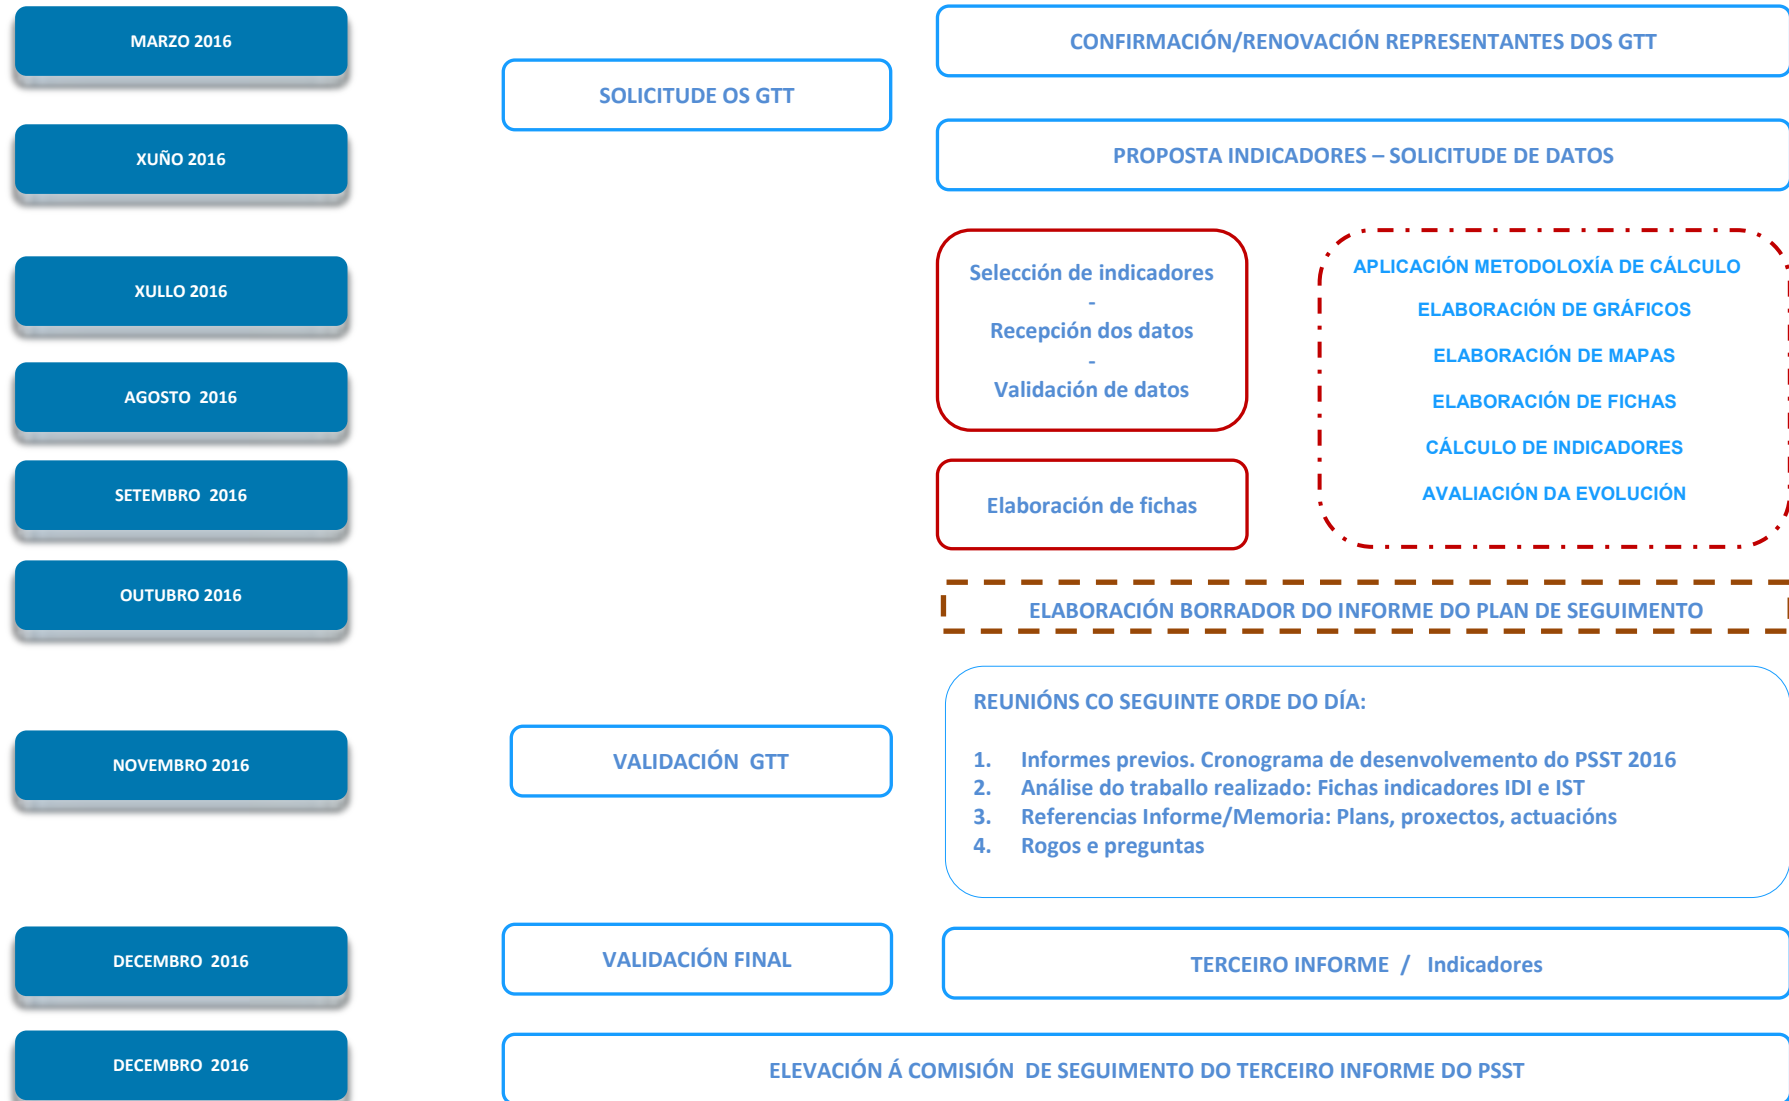 MARZO 2016
CONFIRMACIÓN/RENOVACIÓN REPRESENTANTES DOS GTT
SOLICITUDE OS GTT
XUÑO 2016
PROPOSTA INDICADORES – SOLICITUDE DE DATOS
XULLO 2016
Selección de indicadores
-
Recepción dos datos
-
Validación de datos
APLICACIÓN METODOLOXÍA DE CÁLCULO
ELABORACIÓN DE GRÁFICOS
ELABORACIÓN DE MAPAS
ELABORACIÓN DE FICHAS
CÁLCULO DE INDICADORES
AVALIACIÓN DA EVOLUCIÓN
AGOSTO 2016
SETEMBRO 2016
Elaboración de fichas
OUTUBRO 2016
ELABORACIÓN BORRADOR DO INFORME DO PLAN DE SEGUIMENTO
NOVEMBRO 2016
VALIDACIÓN GTT
REUNIÓNS CO SEGUINTE ORDE DO DÍA:
1. Informes previos. Cronograma de desenvolvemento do PSST 2016
2. Análise do traballo realizado: Fichas indicadores IDI e IST
3. Referencias Informe/Memoria: Plans, proxectos, actuacións
4. Rogos e preguntas
DECEMBRO 2016
VALIDACIÓN FINAL
TERCEIRO INFORME / Indicadores
DECEMBRO 2016
ELEVACIÓN Á COMISIÓN DE SEGUIMENTO DO TERCEIRO INFORME DO PSST